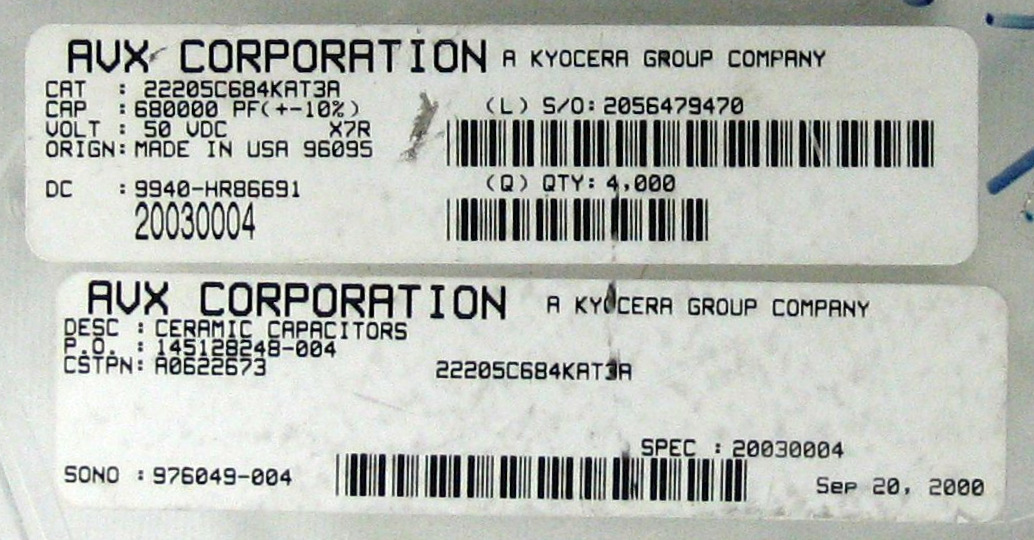 AVX CORPORATION A KYOCERA GROUP COMPANY
CAT : 22205C684KAT3A
CAP : 680000 PF(+-10%) (L) S/O: 2056479470
VOLT : 50 VDC X7R
ORIGN: MADE IN USA 96095
DC : 9940-HR86691 (Q) QTY: 4,000
20030004
AVX CORPORATION A KYOCERA GROUP COMPANY
DESC : CERAMIC CAPACITORS
P.O. : 145128248-004
CSTPN: A0622673 22205C684KAT3A
SPEC : 20030004
SONO : 976049-004 Sep 20, 2000